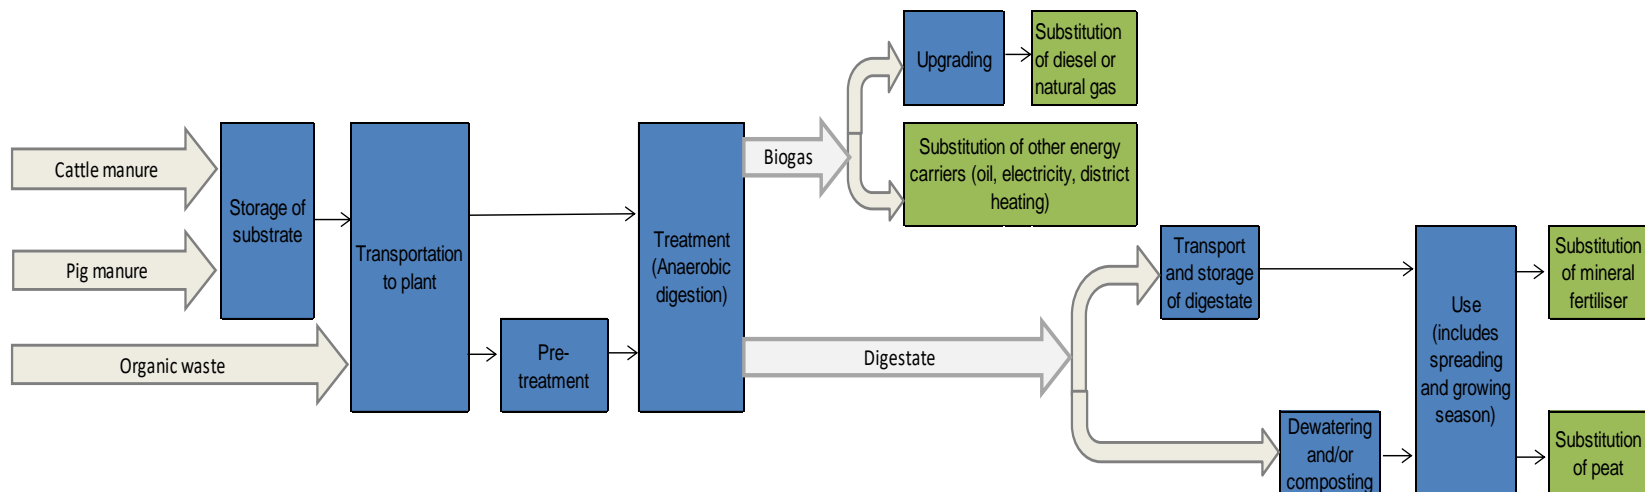 Cattle manure
Pig manure
Organic waste
Storage of
substrate
Transportation
to plant
Pre-
treatment
Treatment
(Anaerobic
digestion)
Biogas
Digestate
Upgrading
Substitution
of diesel or
natural gas
Substitution of other energy
carriers (oil, electricity, district
heating)
Transport
and storage
of digestate
Dewatering
and/or
composting
Use
(includes
spreading
and growing
season)
Substitution
of mineral
fertiliser
Substitution
of peat